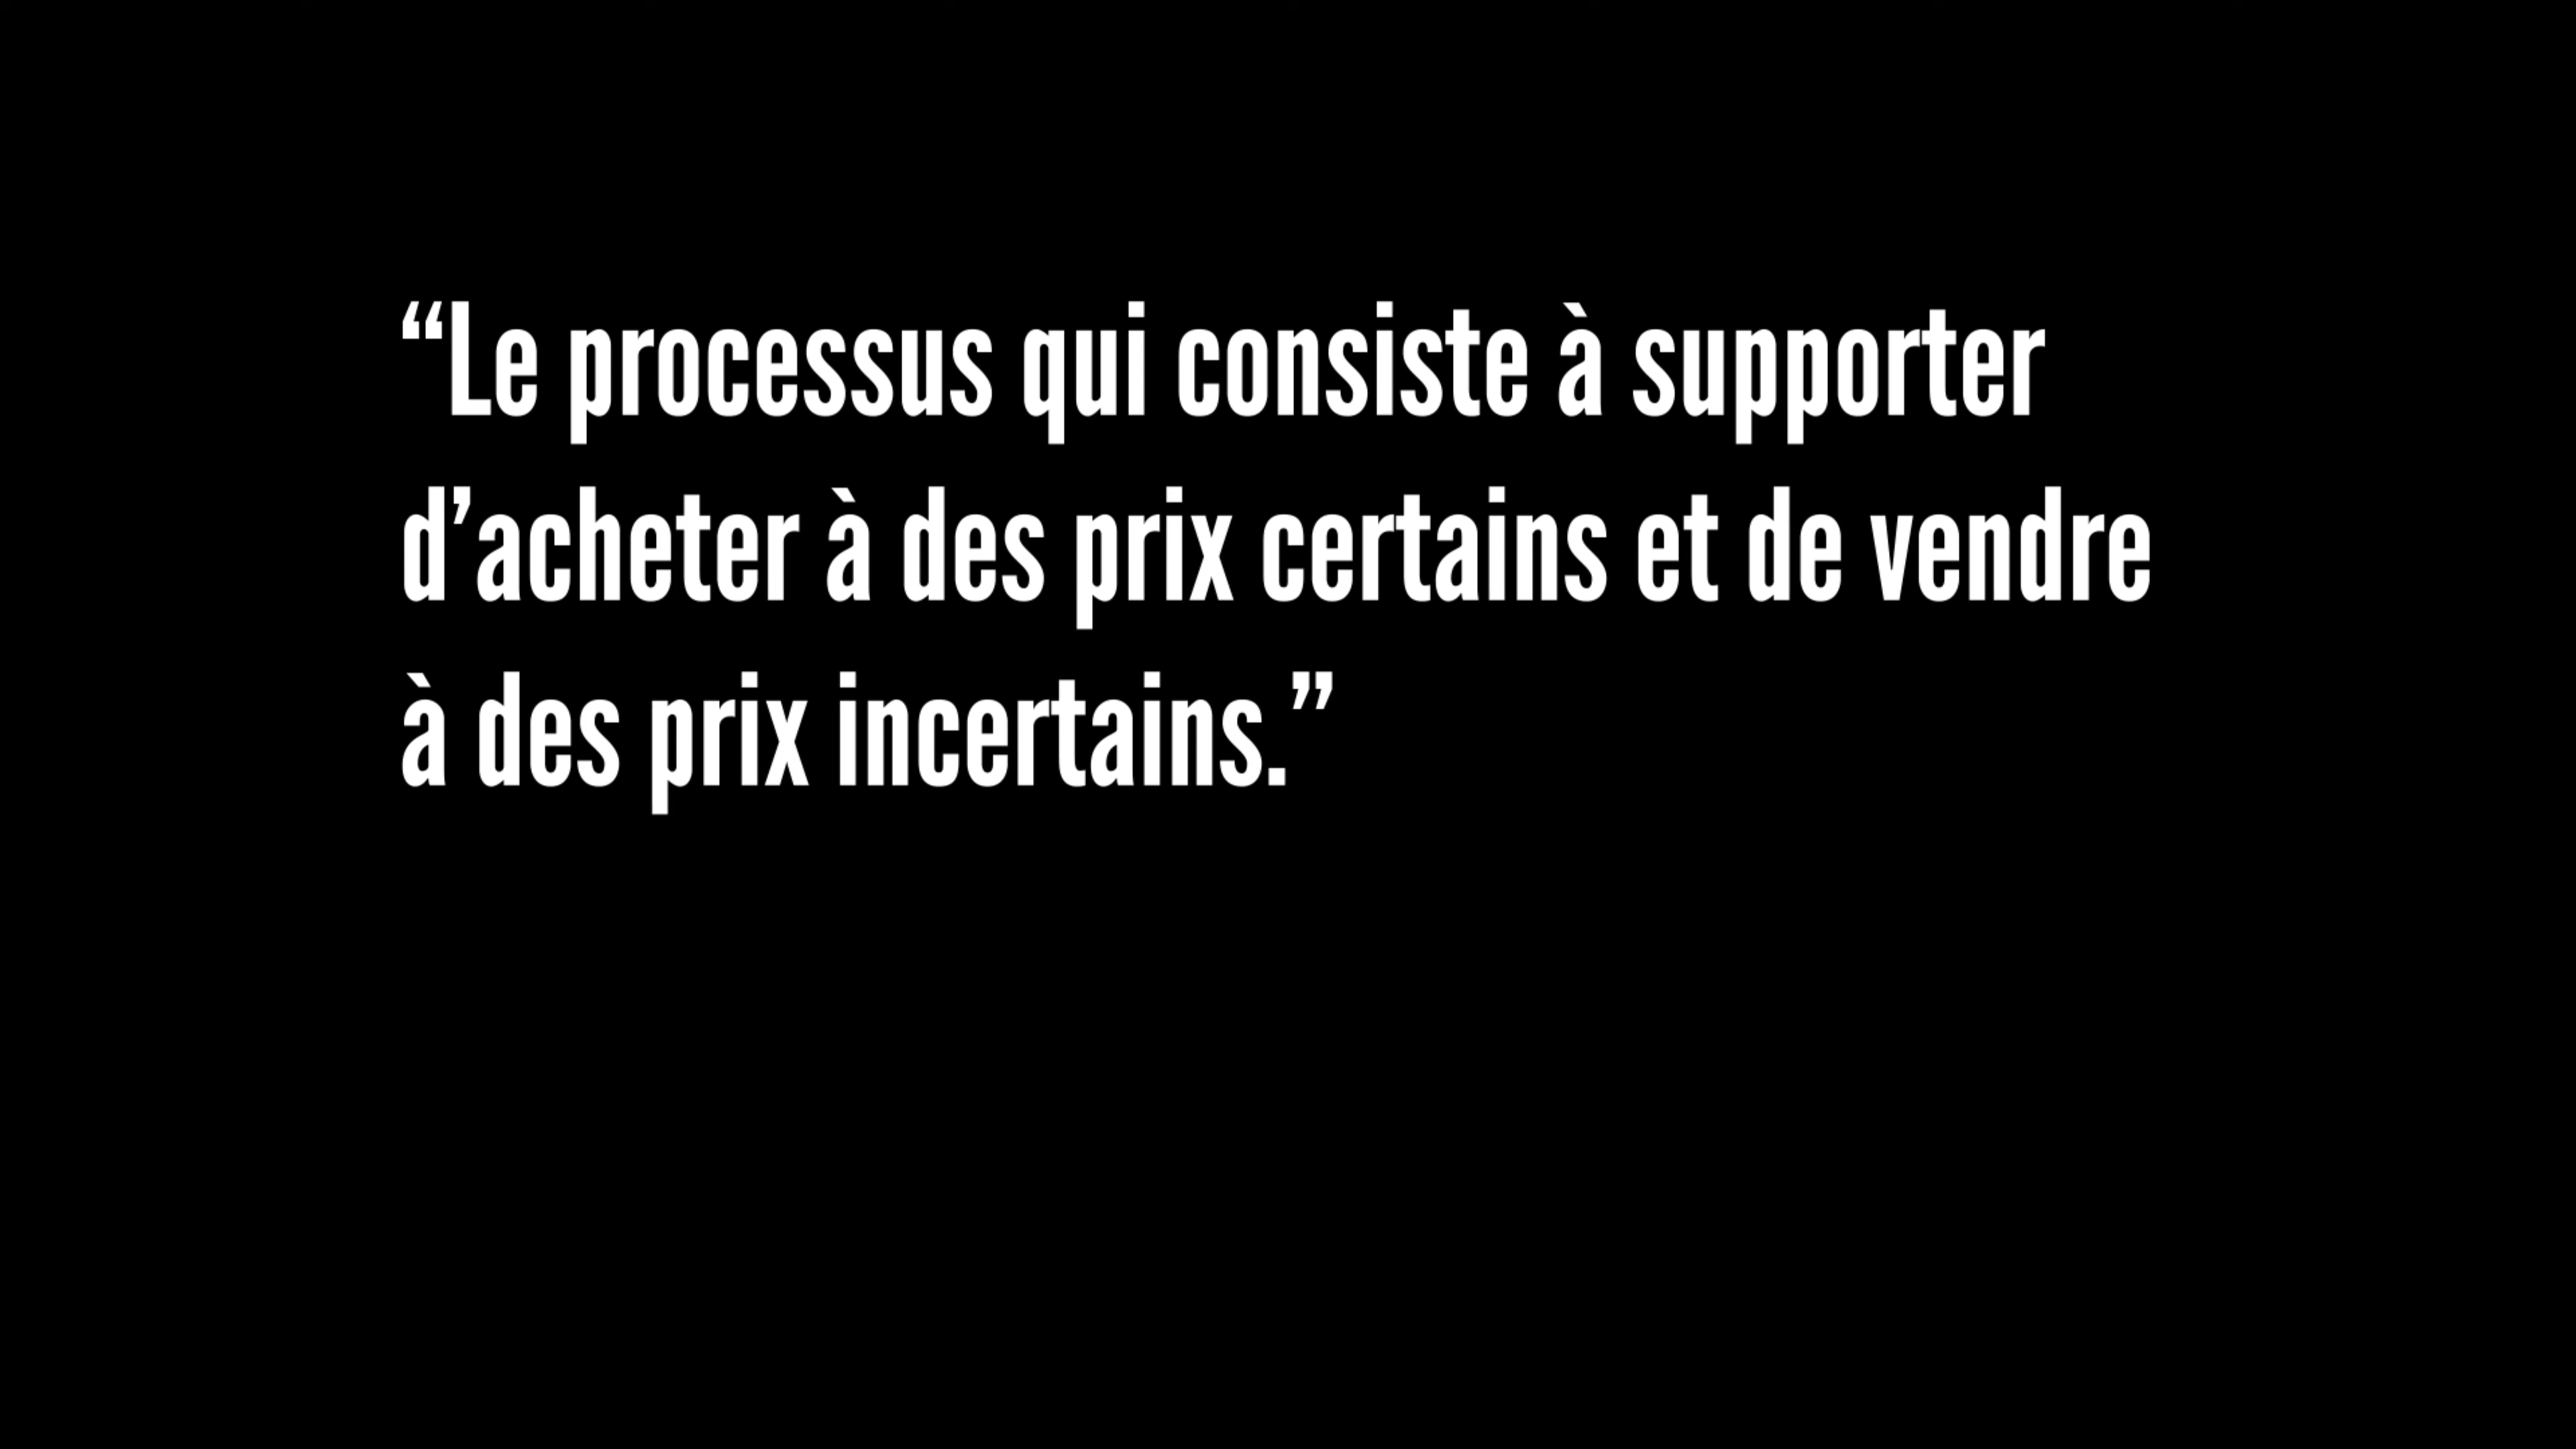 “Le processus qui consiste à supporter
d’acheter à des prix certains et de vendre
à des prix incertains.”